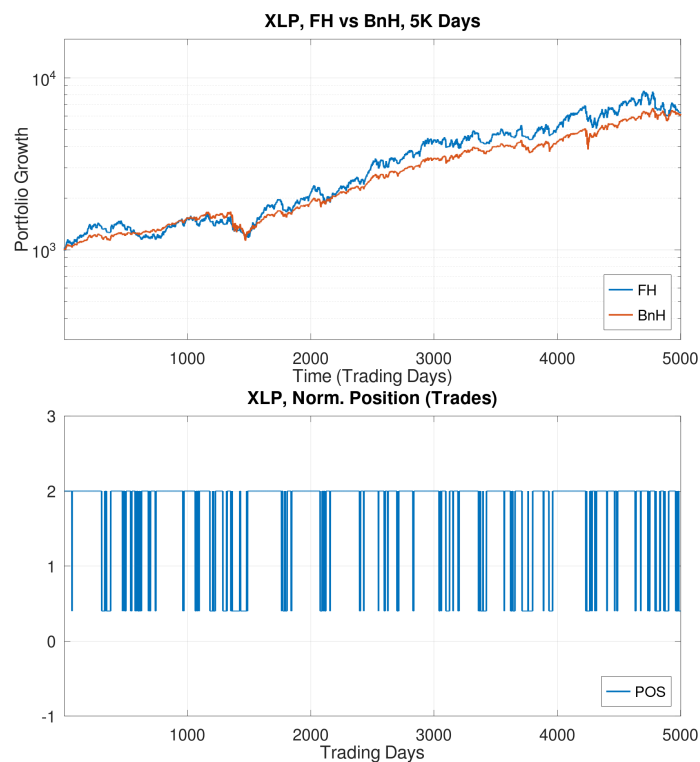 XLP, FH vs BnH, 5K Days
Portfolio Growth
10^4
10^3
FH
BnH
1000 2000 3000 4000 5000
Time (Trading Days)
XLP, Norm. Position (Trades)
3
2
1
0
-1
POS
1000 2000 3000 4000 5000
Trading Days